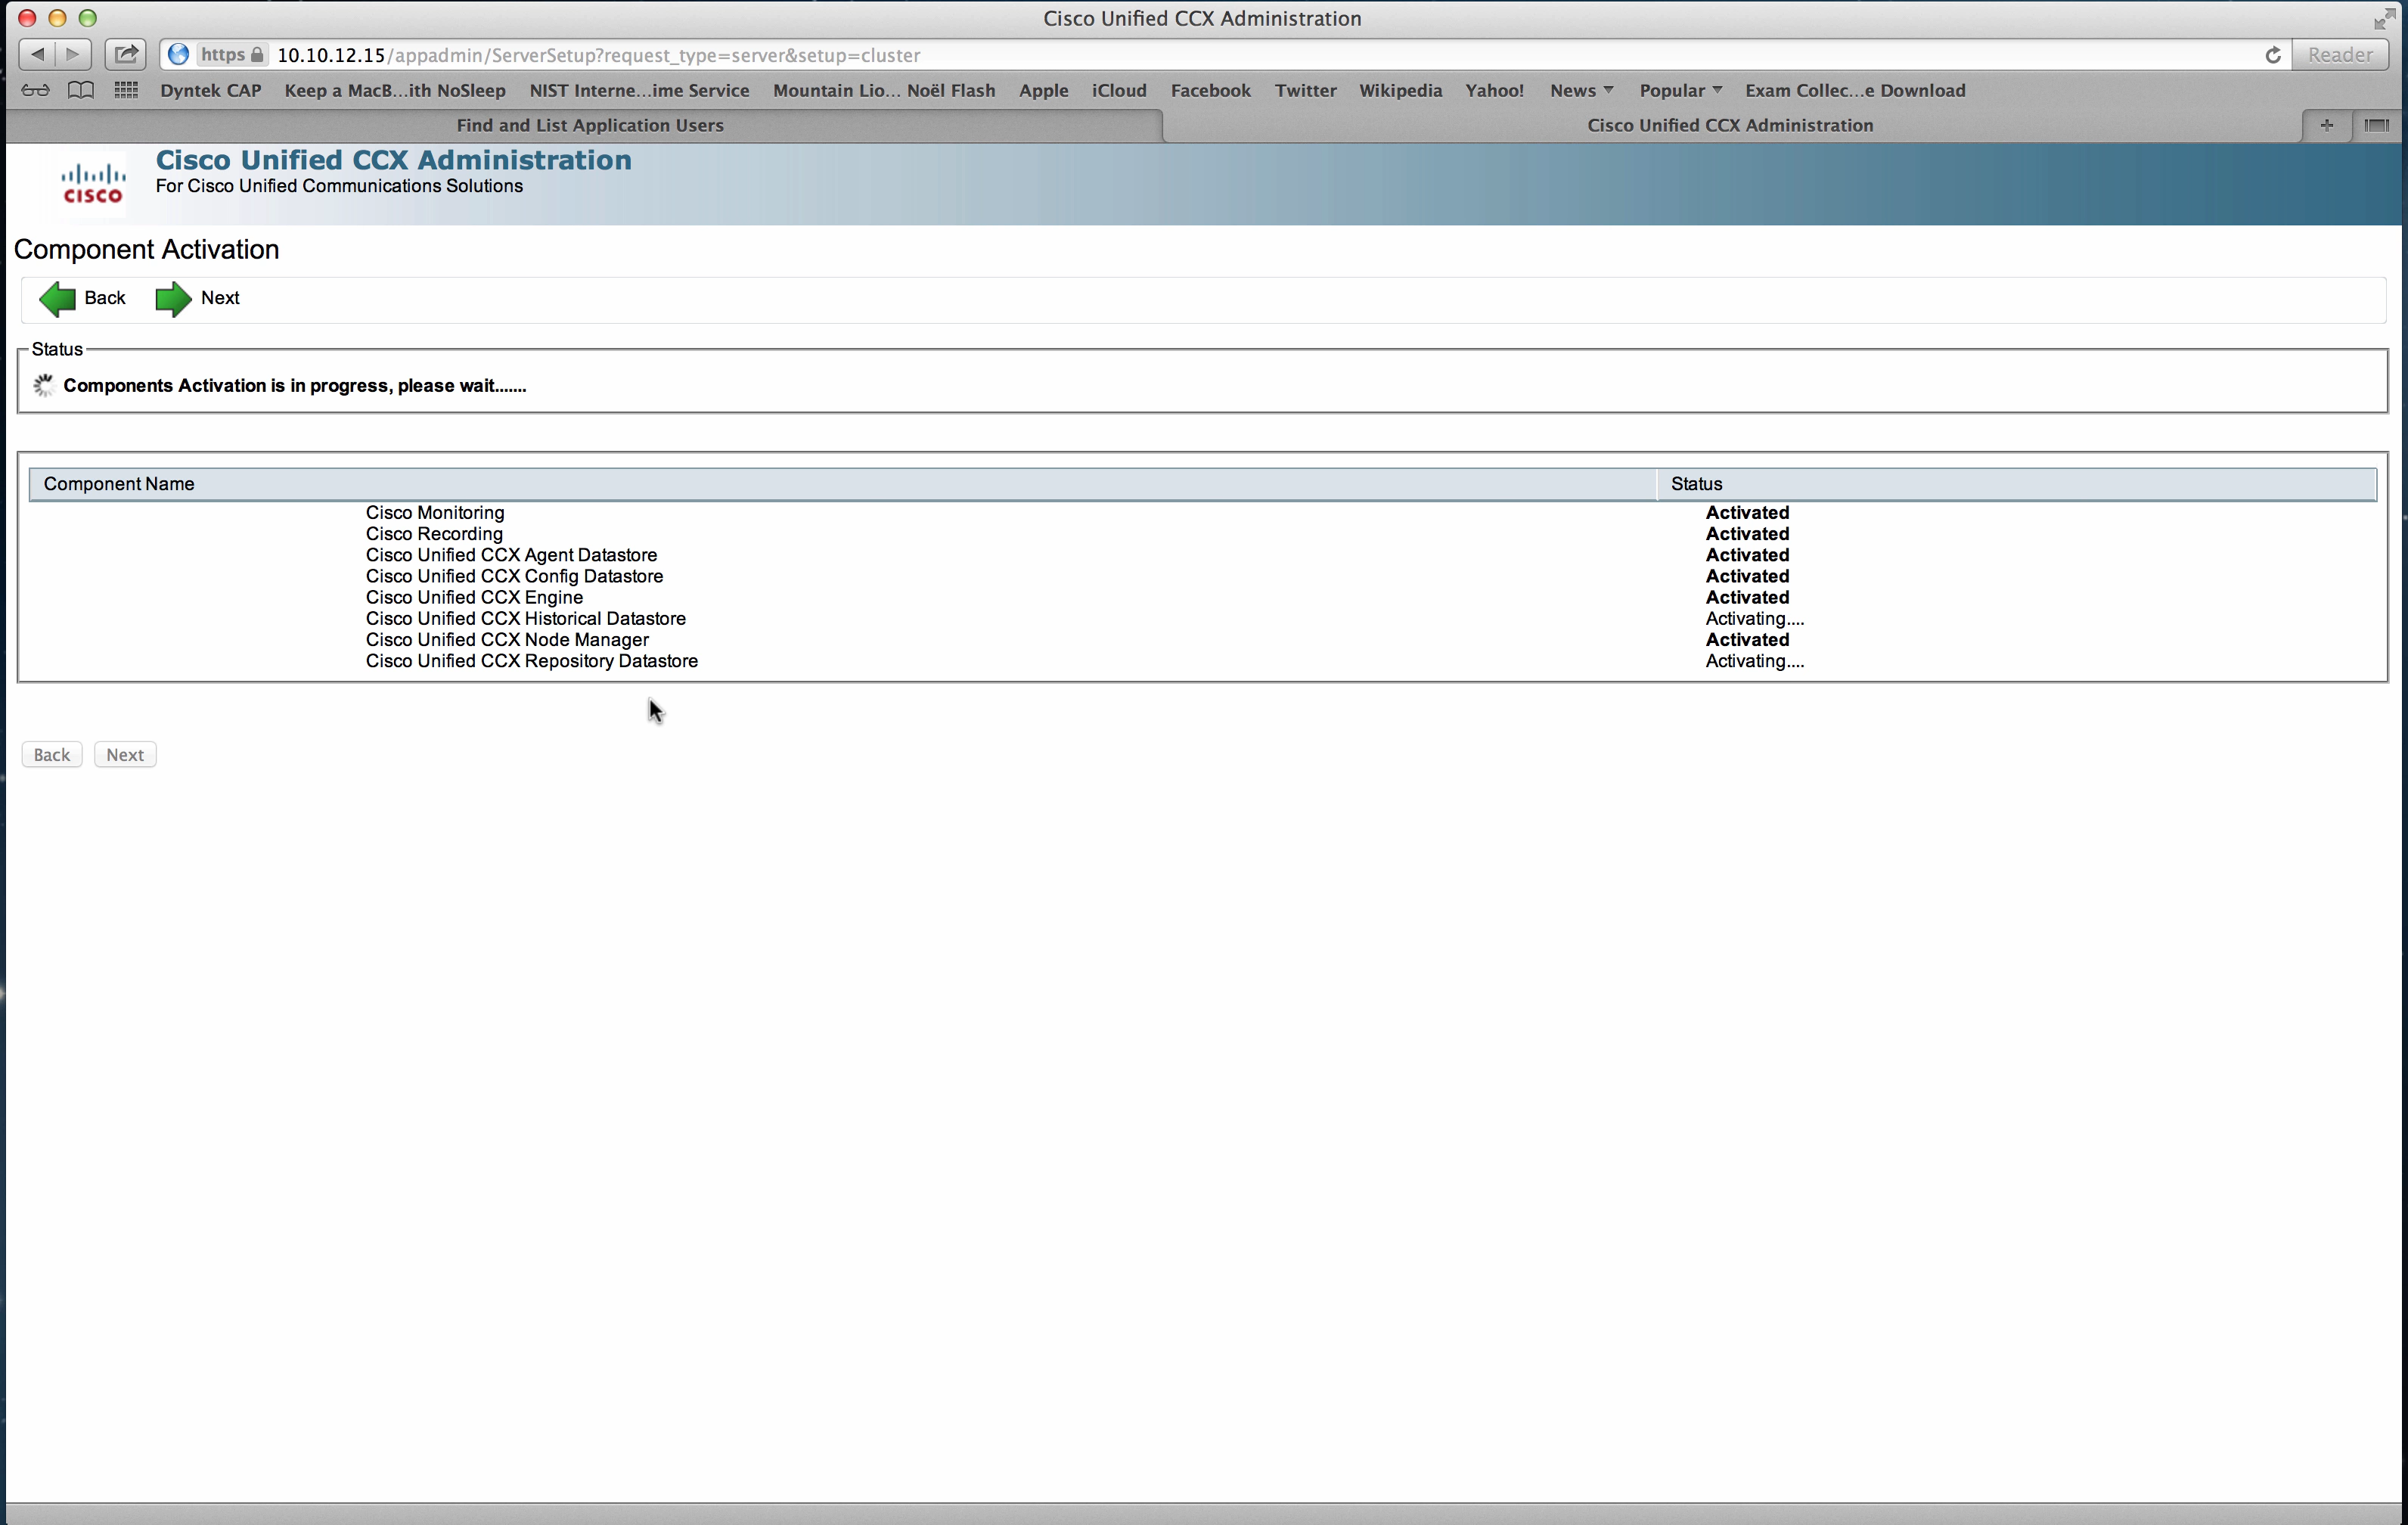 Cisco Unified CCX Administration
https 10.10.12.15/appadmin/ServerSetup?request_type=server&setup=cluster Reader
Dyntek CAP Keep a MacB...ith NoSleep NIST Interne...ime Service Mountain Lio... Noël Flash Apple iCloud Facebook Twitter Wikipedia Yahoo! News Popular Exam Collec...e Download
Find and List Application Users Cisco Unified CCX Administration
Cisco Unified CCX Administration
For Cisco Unified Communications Solutions
CISCO
Component Activation
Back Next
Status
Components Activation is in progress, please wait.......
Component Name Status
Cisco Monitoring Activated
Cisco Recording Activated
Cisco Unified CCX Agent Datastore Activated
Cisco Unified CCX Config Datastore Activated
Cisco Unified CCX Engine Activated
Cisco Unified CCX Historical Datastore Activating....
Cisco Unified CCX Node Manager Activated
Cisco Unified CCX Repository Datastore Activating....
Back Next